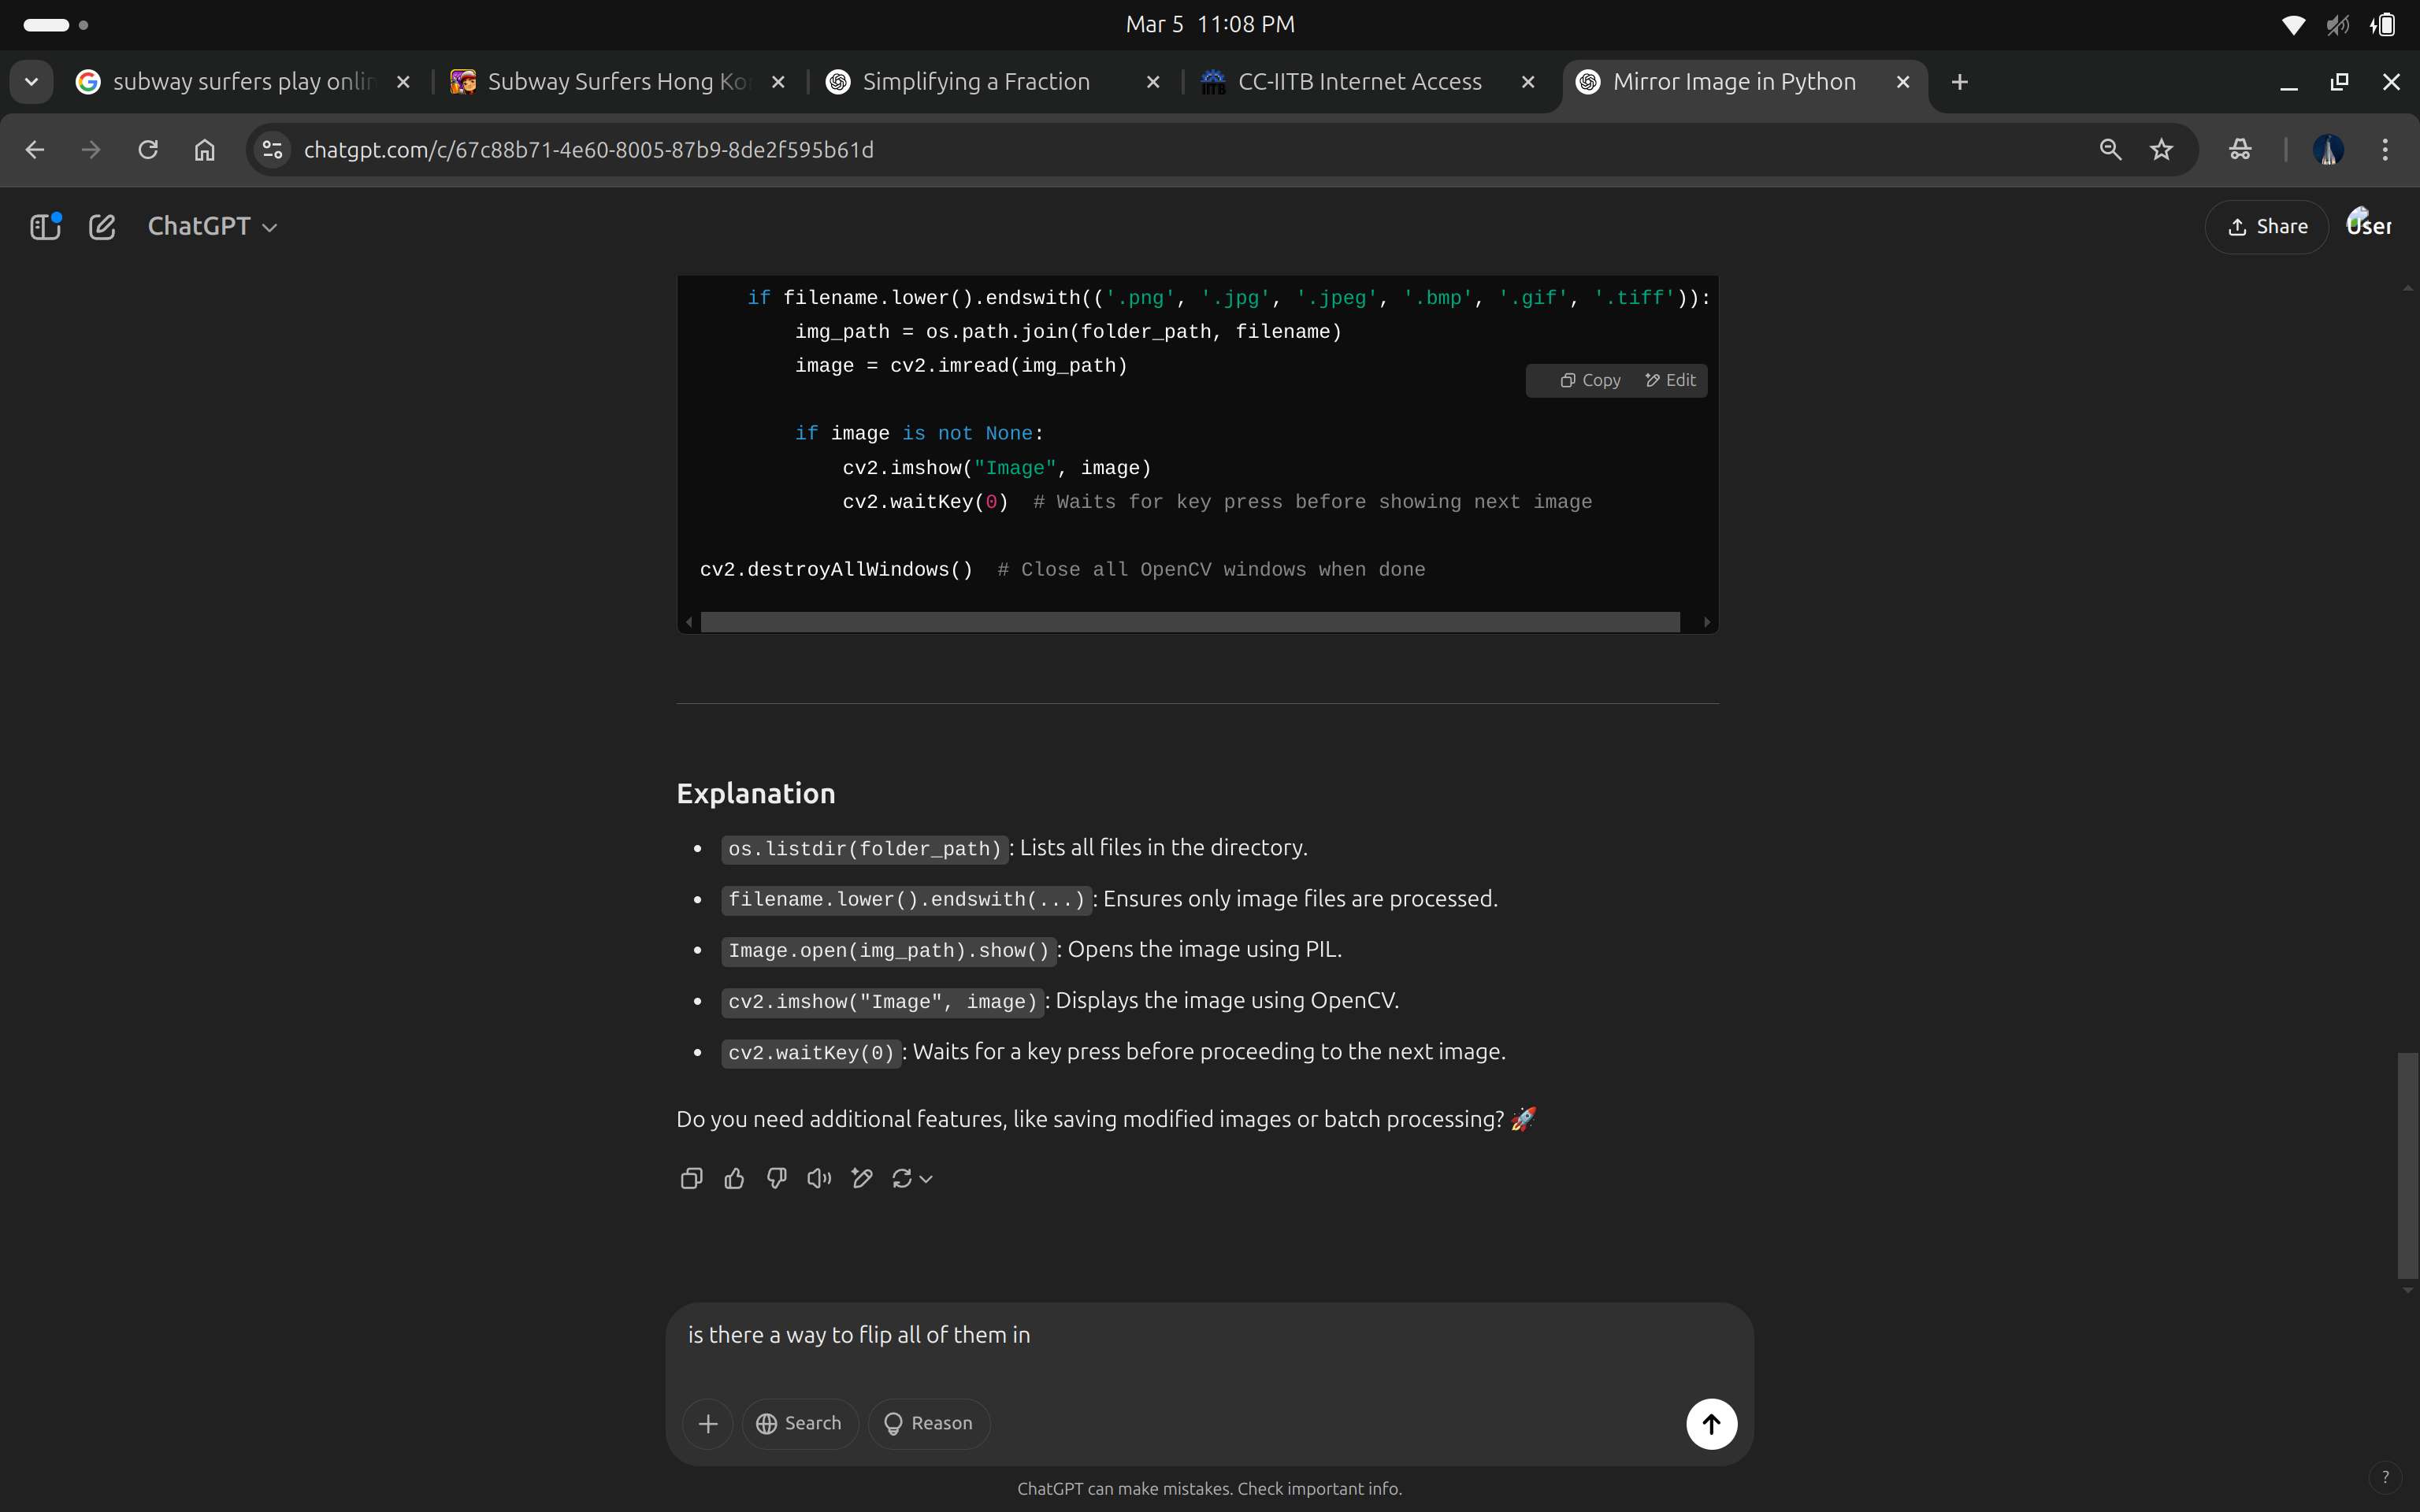 Mar 5 11:08 PM
subway surfers play onlin
Subway Surfers Hong Ko
Simplifying a Fraction
CC-IITB Internet Access
Mirror Image in Python
chatgpt.com/c/67c88b71-4e60-8005-87b9-8de2f595b61d
ChatGPT
Share
User
if filename.lower().endswith(('.png', '.jpg', '.jpeg', '.bmp', '.gif', '.tiff')):
img_path = os.path.join(folder_path, filename)
image = cv2.imread(img_path)
Copy Edit
if image is not None:
cv2.imshow("Image", image)
cv2.waitKey(0)  # Waits for key press before showing next image
cv2.destroyAllWindows()  # Close all OpenCV windows when done
Explanation
os.listdir(folder_path): Lists all files in the directory.
filename.lower().endswith(...): Ensures only image files are processed.
Image.open(img_path).show(): Opens the image using PIL.
cv2.imshow("Image", image): Displays the image using OpenCV.
cv2.waitKey(0): Waits for a key press before proceeding to the next image.
Do you need additional features, like saving modified images or batch processing? 🚀
is there a way to flip all of them in
Search
Reason
ChatGPT can make mistakes. Check important info.
?